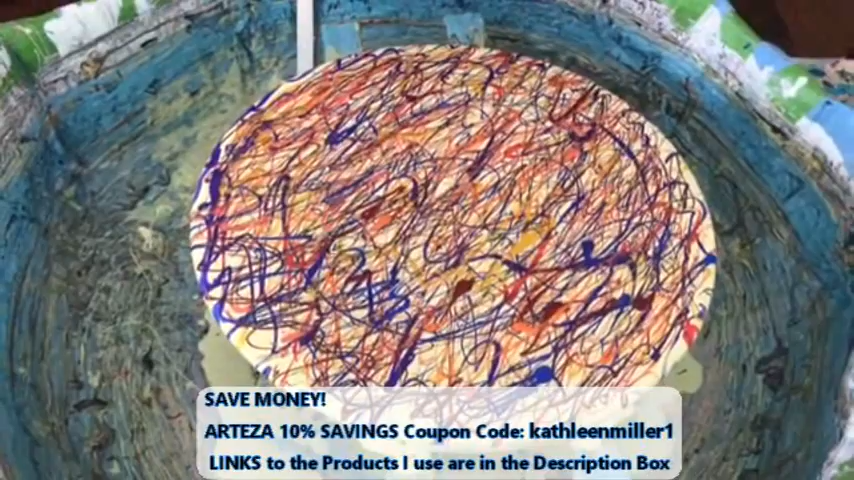 SAVE MONEY!
ARTEZA 10% SAVINGS Coupon Code: kathleenmiller1
LINKS to the Products I use are in the Description Box